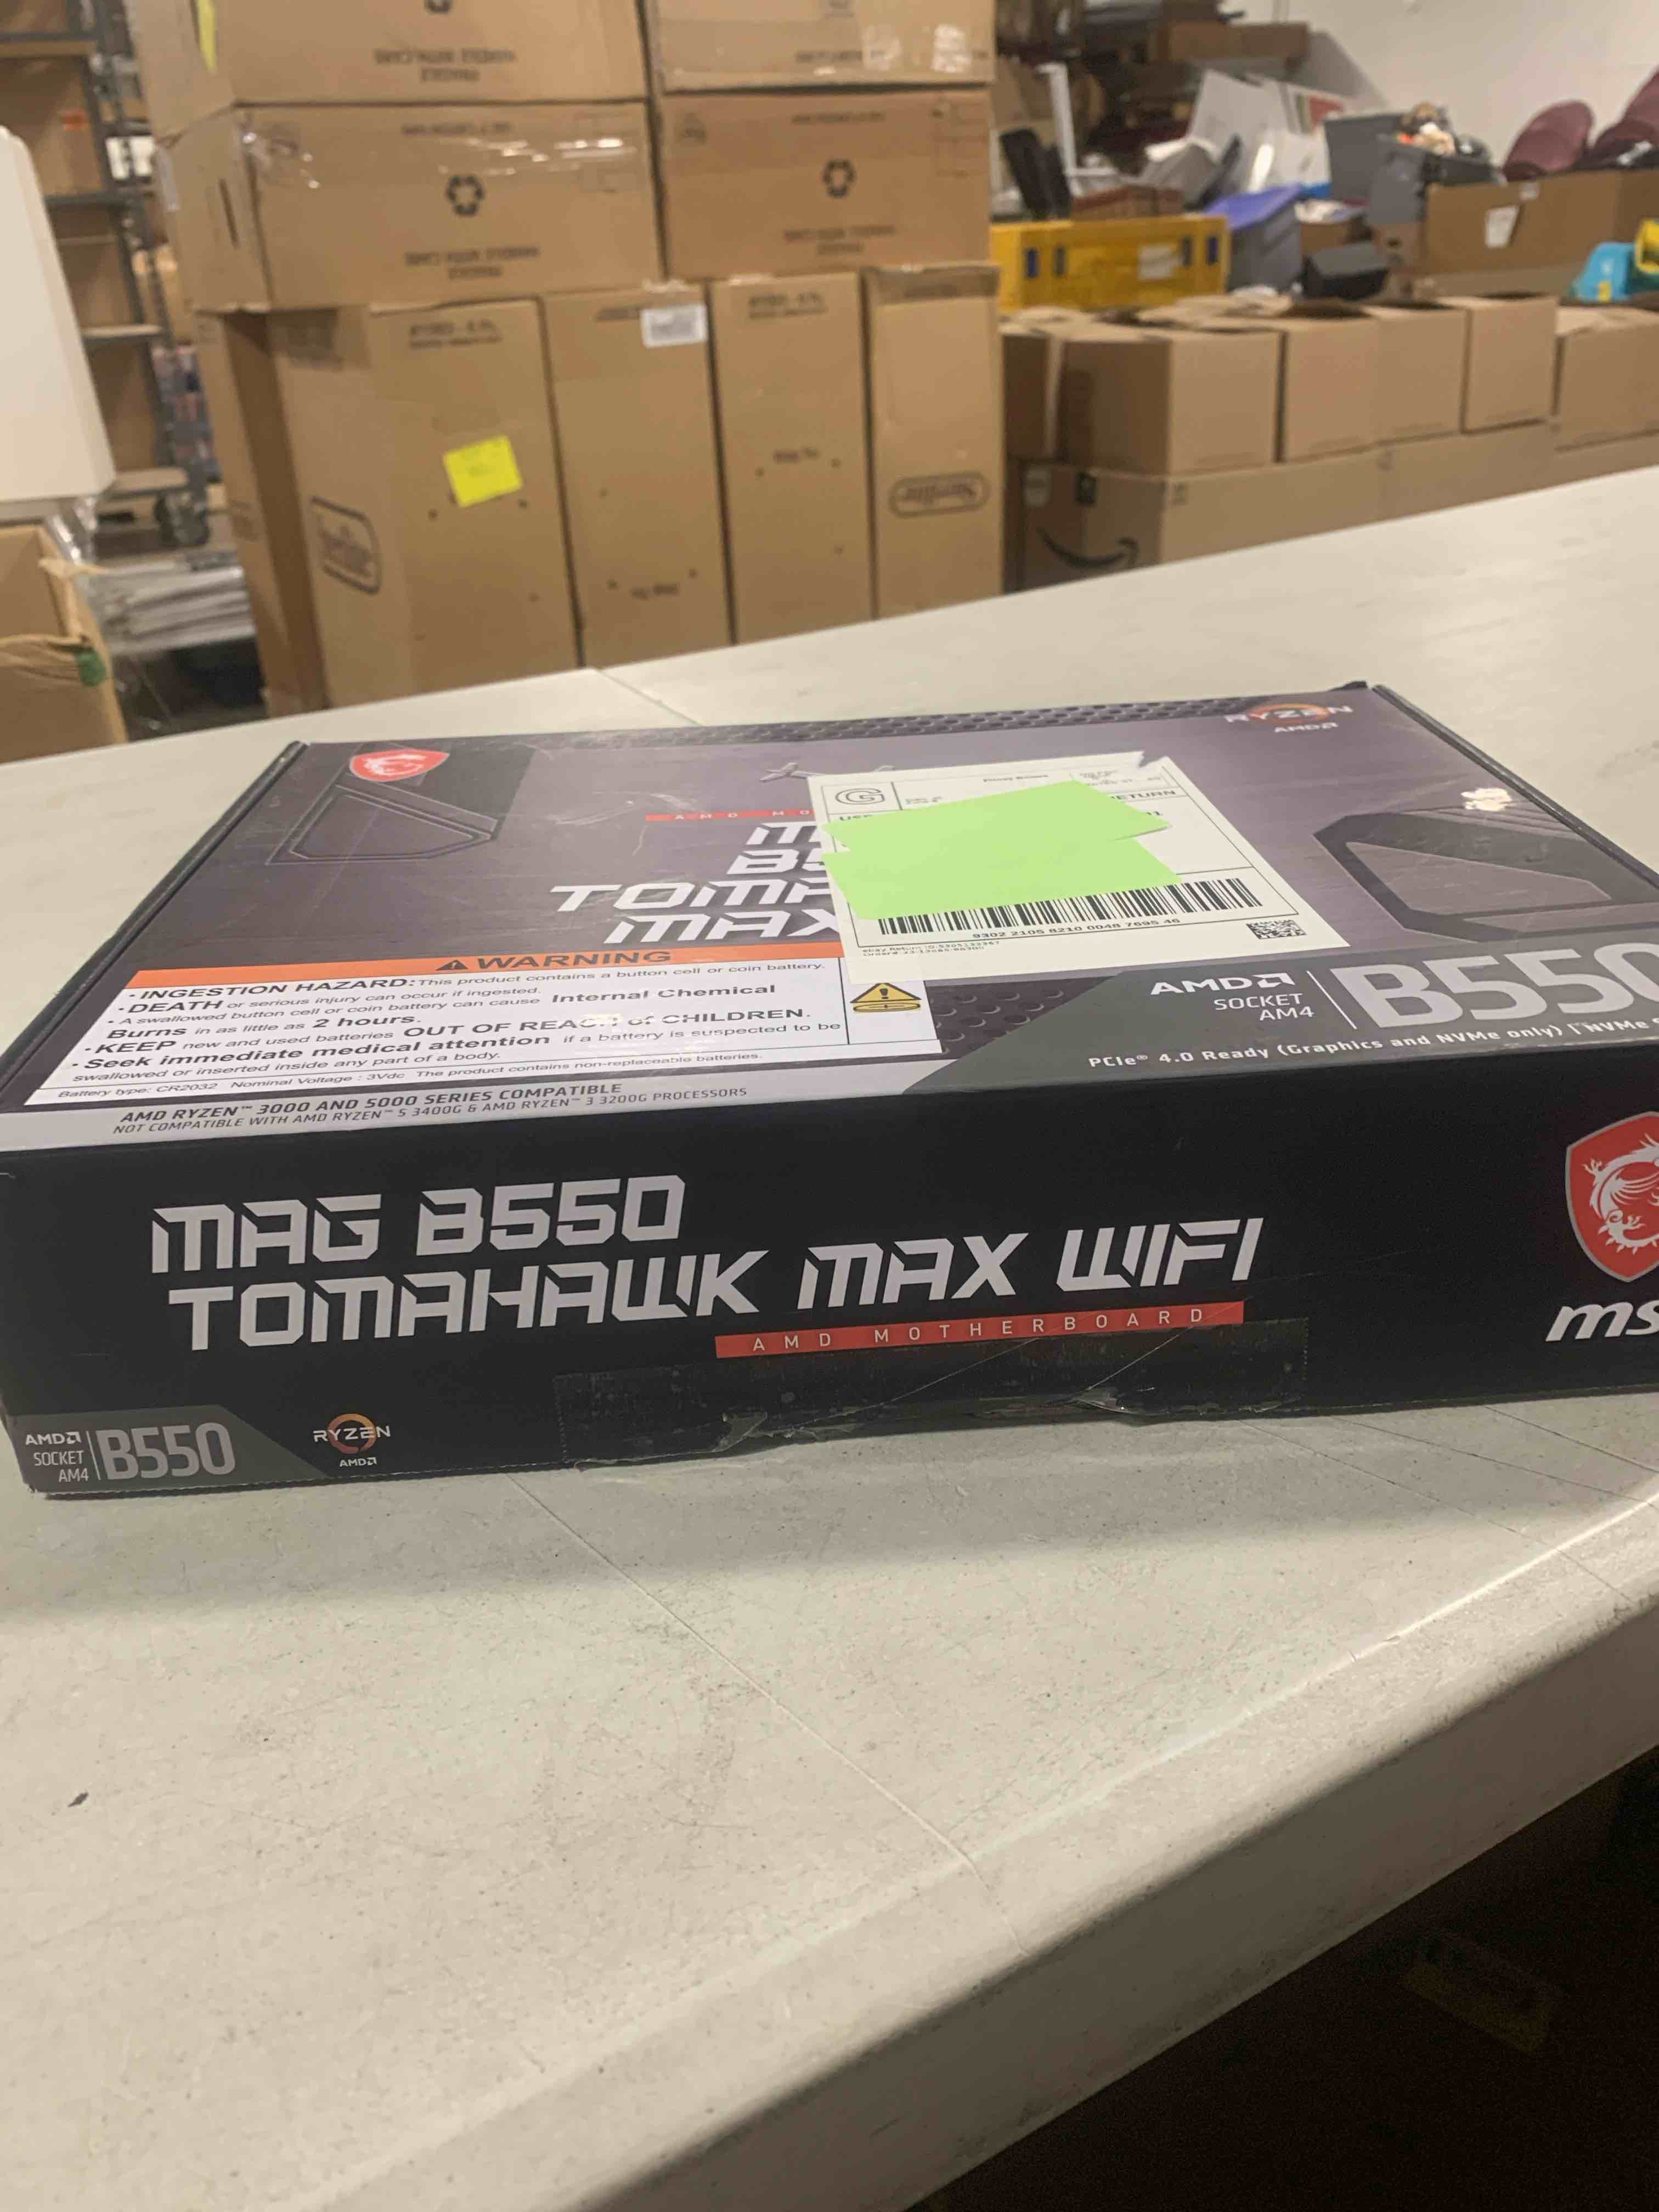 Sterilite
RYZEN
AMD
G
RETURN
TOMA
MAX
9302 2105 8210 0048 7695 46
WARNING
· INGESTION HAZARD: This product contains a button cell or coin battery.
· DEATH or serious injury can occur if ingested.
· A swallowed button cell or coin battery can cause Internal Chemical
Burns in as little as 2 hours.
· KEEP new and used batteries OUT OF REACH of CHILDREN.
· Seek immediate medical attention if a battery is suspected to be
swallowed or inserted inside any part of a body.
Battery type: CR2032 Nominal Voltage : 3Vdc The product contains non-replaceable batteries.
AMD
SOCKET
AM4
B550
PCIe® 4.0 Ready (Graphics and NVMe only)
AMD RYZEN™ 3000 AND 5000 SERIES COMPATIBLE
NOT COMPATIBLE WITH AMD RYZEN™ 5 3400G & AMD RYZEN™ 3 3200G PROCESSORS
MAG B550
TOMAHAWK MAX WIFI
AMD MOTHERBOARD
ms
AMD
SOCKET
AM4
B550
RYZEN
AMD